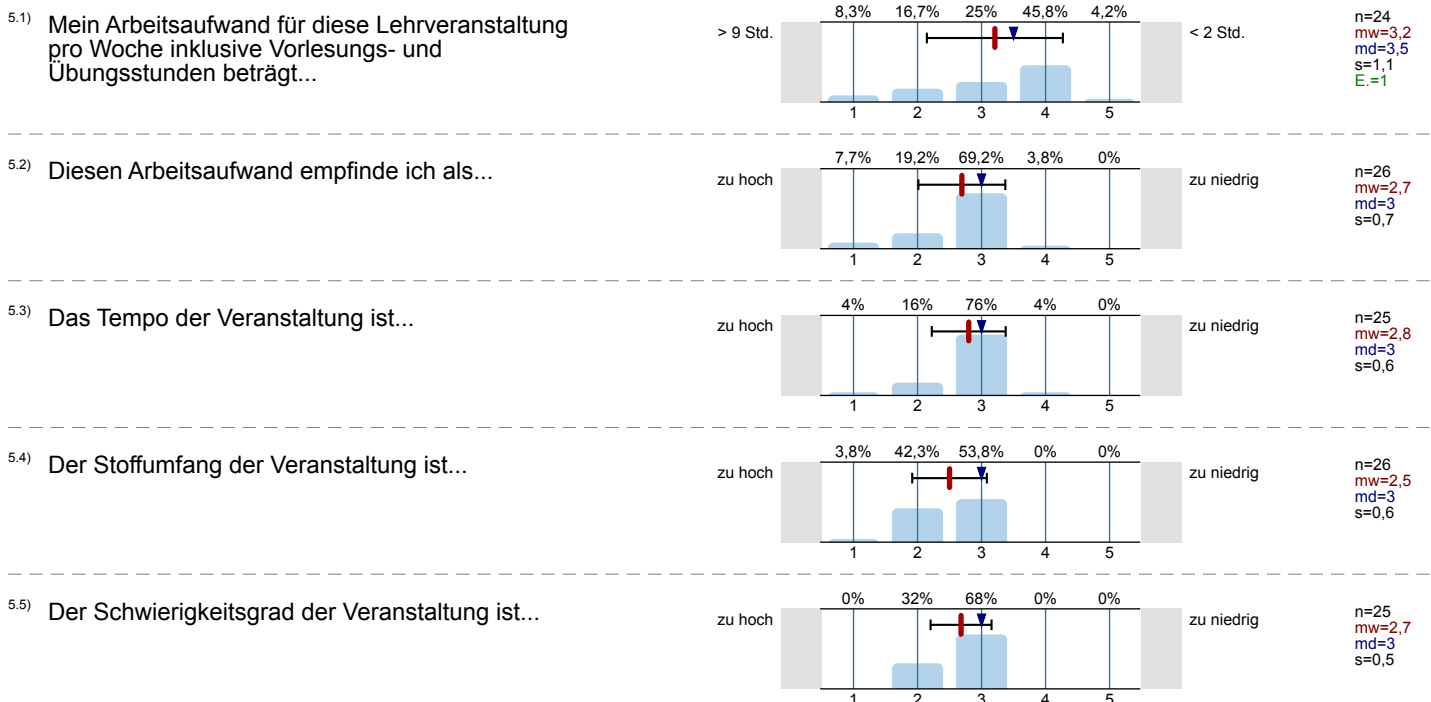 5.1) Mein Arbeitsaufwand für diese Lehrveranstaltung
pro Woche inklusive Vorlesungs- und
Übungsstunden beträgt...
> 9 Std.
8,3% 16,7% 25% 45,8% 4,2%
1 2 3 4 5
< 2 Std.
n=24
mw=3,2
md=3,5
s=1,1
E.=1
5.2) Diesen Arbeitsaufwand empfinde ich als...
zu hoch
7,7% 19,2% 69,2% 3,8% 0%
1 2 3 4 5
zu niedrig
n=26
mw=2,7
md=3
s=0,7
5.3) Das Tempo der Veranstaltung ist...
zu hoch
4% 16% 76% 4% 0%
1 2 3 4 5
zu niedrig
n=25
mw=2,8
md=3
s=0,6
5.4) Der Stoffumfang der Veranstaltung ist...
zu hoch
3,8% 42,3% 53,8% 0% 0%
1 2 3 4 5
zu niedrig
n=26
mw=2,5
md=3
s=0,6
5.5) Der Schwierigkeitsgrad der Veranstaltung ist...
zu hoch
0% 32% 68% 0% 0%
1 2 3 4 5
zu niedrig
n=25
mw=2,7
md=3
s=0,5